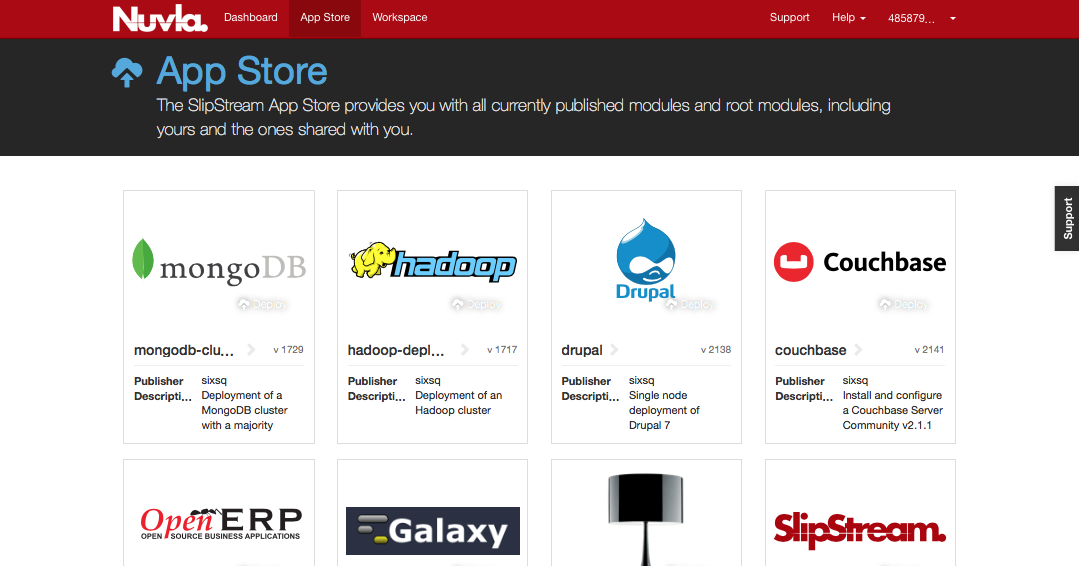 Nuvla. Dashboard App Store Workspace Support Help 485879...
App Store
The SlipStream App Store provides you with all currently published modules and root modules, including
yours and the ones shared with you.
Support
mongoDB
Deploy
mongodb-clu... v 1729
Publisher sixsq
Descripti... Deployment of a
MongoDB cluster
with a majority
hadoop
Deploy
hadoop-depl... v 1717
Publisher sixsq
Descripti... Deployment of an
Hadoop cluster
Drupal
Deploy
drupal v 2138
Publisher sixsq
Descripti... Single node
deployment of
Drupal 7
Couchbase
Deploy
couchbase v 2141
Publisher sixsq
Descripti... Install and configure
a Couchbase Server
Community v2.1.1
Open ERP
OPEN SOURCE BUSINESS APPLICATIONS
Galaxy
SlipStream.